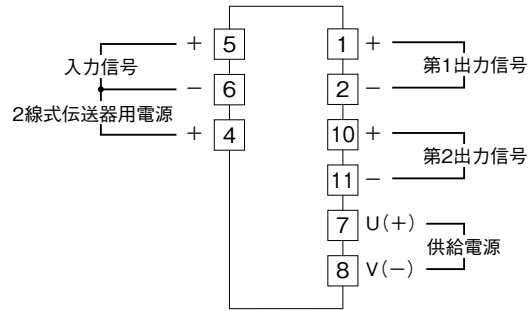 + 5
入力信号
− 6
2線式伝送器用電源
+ 4
1 +
第1出力信号
2 −
10 +
第2出力信号
11 −
7 U(+)
供給電源
8 V(−)